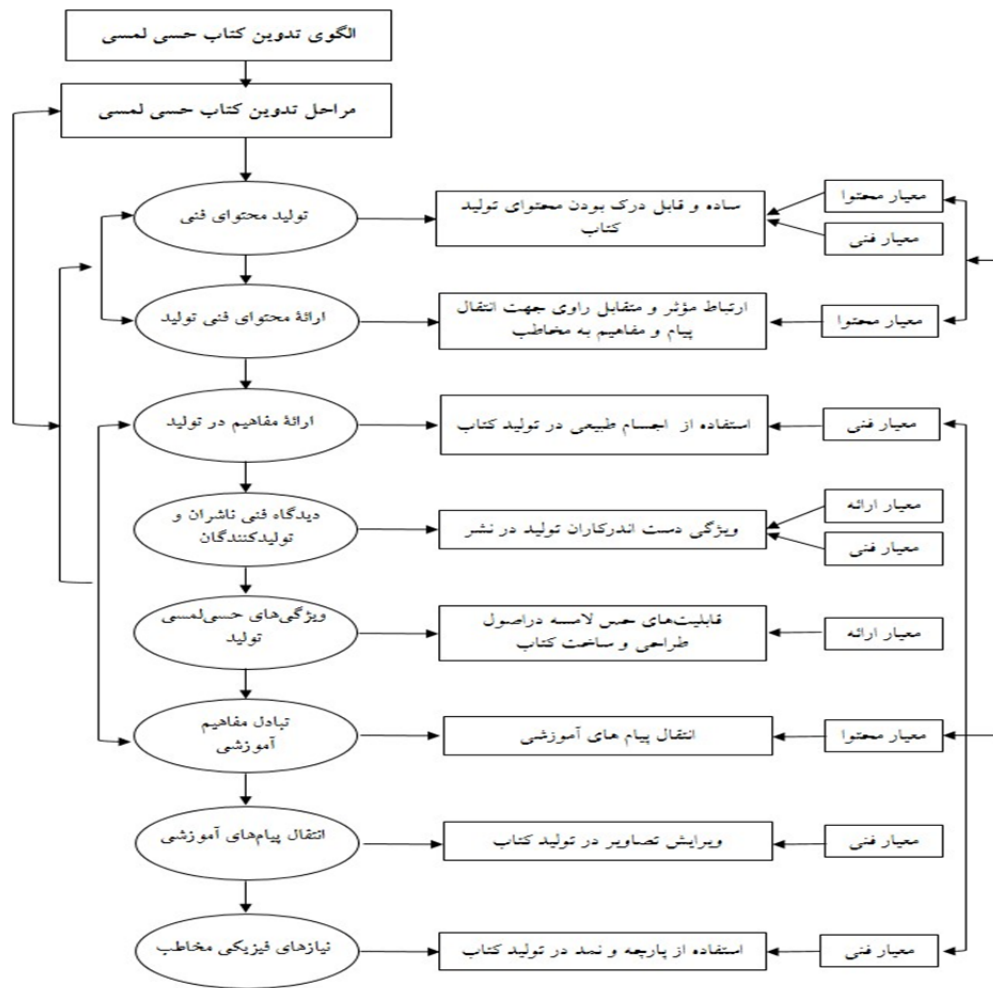 الگوی تدوین کتاب حسی لمسی
مراحل تدوین کتاب حسی لمسی
تولید محتوای فنی
ساده و قابل درک بودن محتوای تولید
کتاب
معیار محتوا
معیار فنی
ارائهٔ محتوای فنی تولید
ارتباط مؤثر و متقابل راوی جهت انتقال
پیام و مفاهیم به مخاطب
معیار محتوا
ارائهٔ مفاهیم در تولید
استفاده از اجسام طبیعی در تولید کتاب
معیار فنی
دیدگاه فنی ناشران و
تولیدکنندگان
ویژگی دست اندرکاران تولید در نشر
معیار ارائه
معیار فنی
ویژگی‌های حسی‌لمسی
تولید
قابلیت‌های حس لامسه دراصول
طراحی و ساخت کتاب
معیار ارائه
تبادل مفاهیم
آموزشی
انتقال پیام های آموزشی
معیار محتوا
انتقال پیام‌های آموزشی
ویرایش تصاویر در تولید کتاب
معیار فنی
نیازهای فیزیکی مخاطب
استفاده از پارچه و نمد در تولید کتاب
معیار فنی